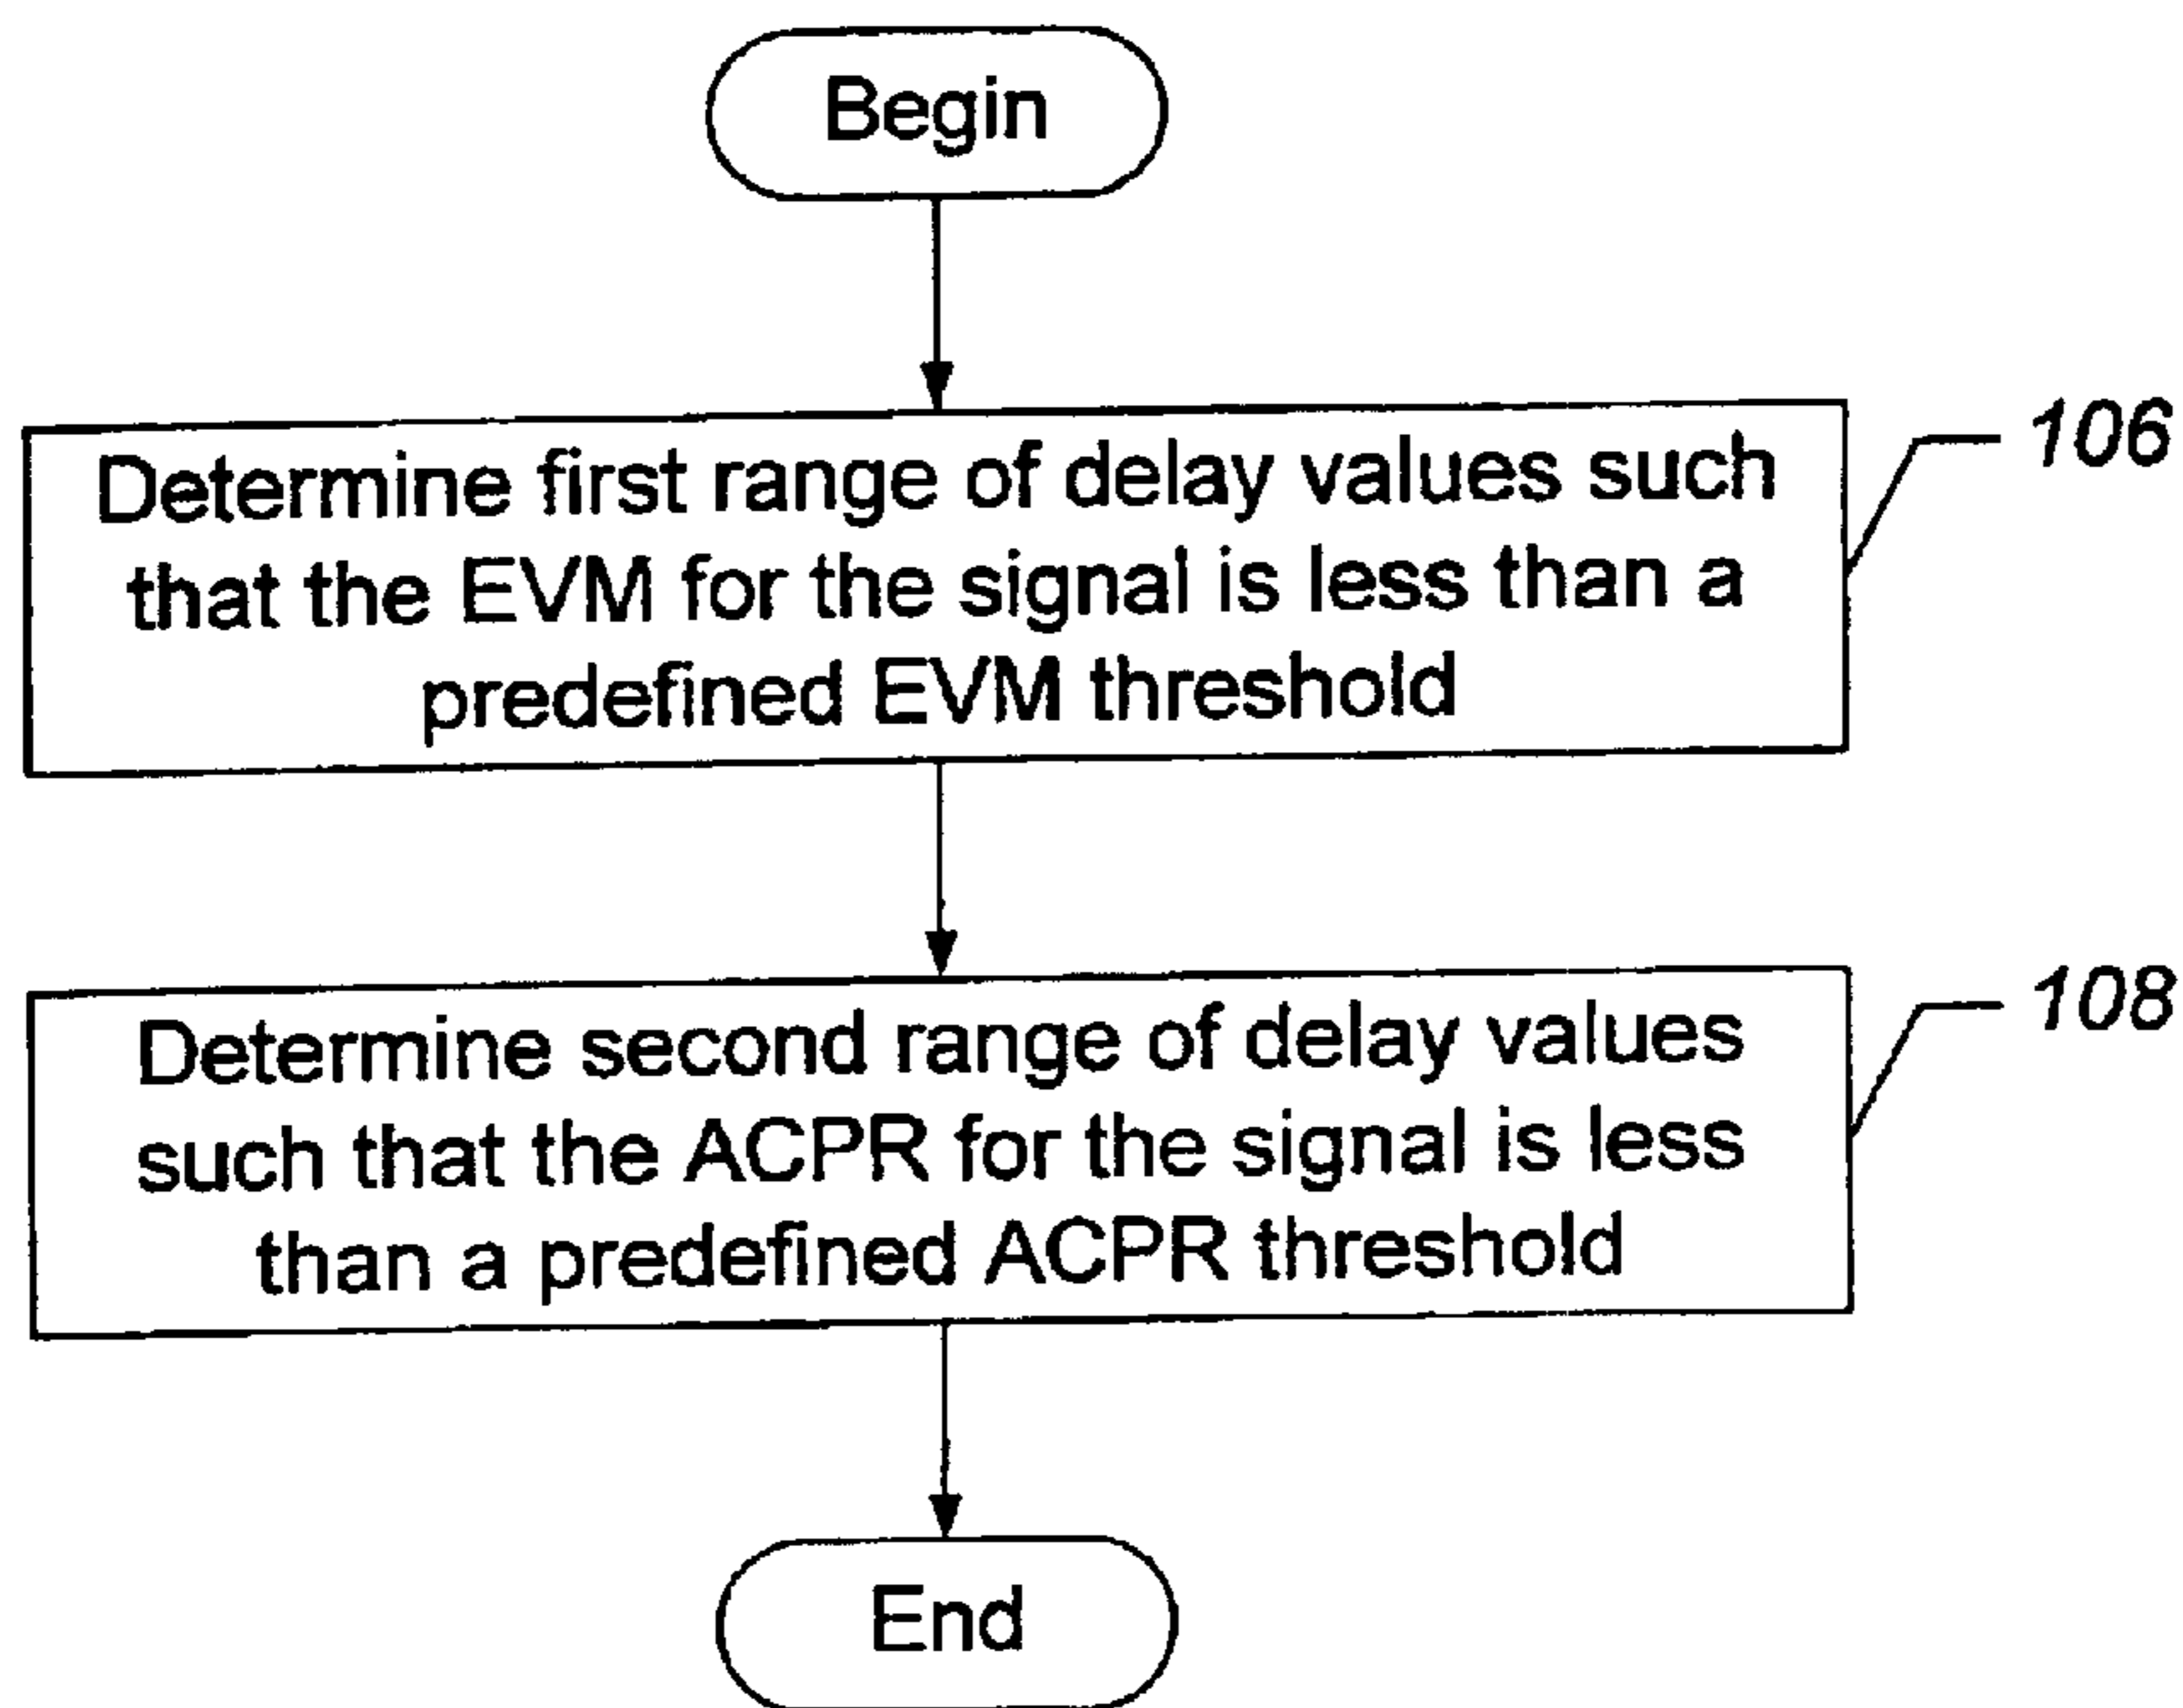 Begin
Determine first range of delay values such
that the EVM for the signal is less than a
predefined EVM threshold
106
Determine second range of delay values
such that the ACPR for the signal is less
than a predefined ACPR threshold
108
End